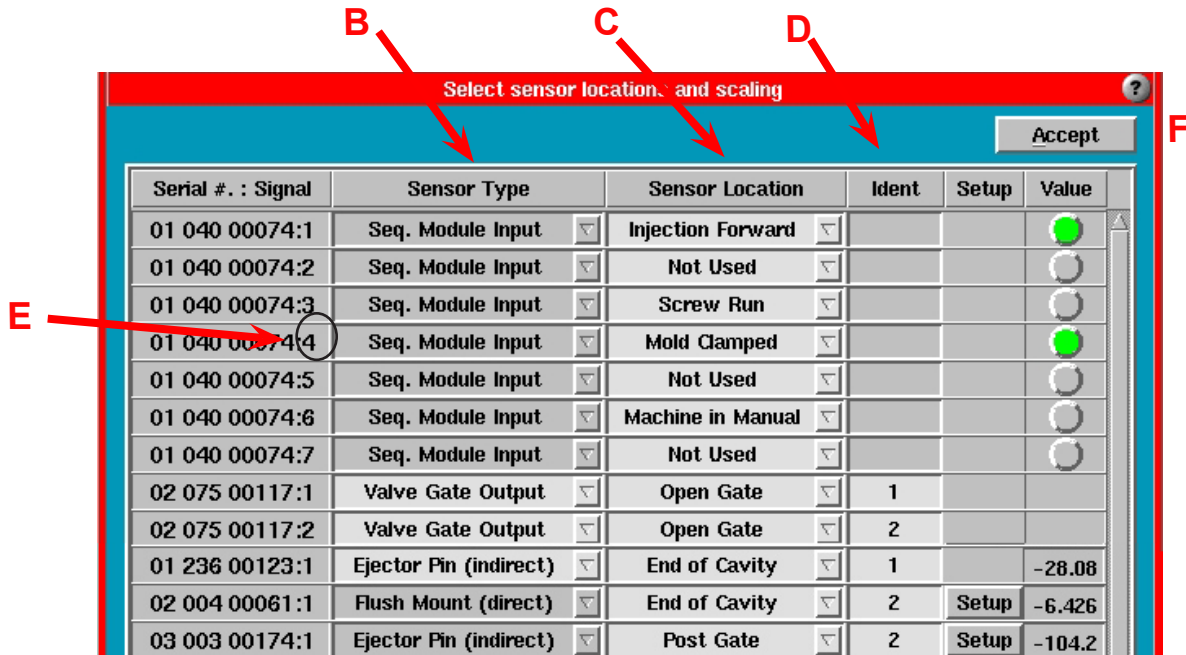 B C D
Select sensor locations and scaling ?
Accept F
Serial #. : Signal Sensor Type Sensor Location Ident Setup Value
01 040 00074:1 Seq. Module Input Injection Forward
01 040 00074:2 Seq. Module Input Not Used
01 040 00074:3 Seq. Module Input Screw Run
E
01 040 00074:4 Seq. Module Input Mold Clamped
01 040 00074:5 Seq. Module Input Not Used
01 040 00074:6 Seq. Module Input Machine in Manual
01 040 00074:7 Seq. Module Input Not Used
02 075 00117:1 Valve Gate Output Open Gate 1
02 075 00117:2 Valve Gate Output Open Gate 2
01 236 00123:1 Ejector Pin (indirect) End of Cavity 1 -28.08
02 004 00061:1 Flush Mount (direct) End of Cavity 2 Setup -6.426
03 003 00174:1 Ejector Pin (indirect) Post Gate 2 Setup -104.2